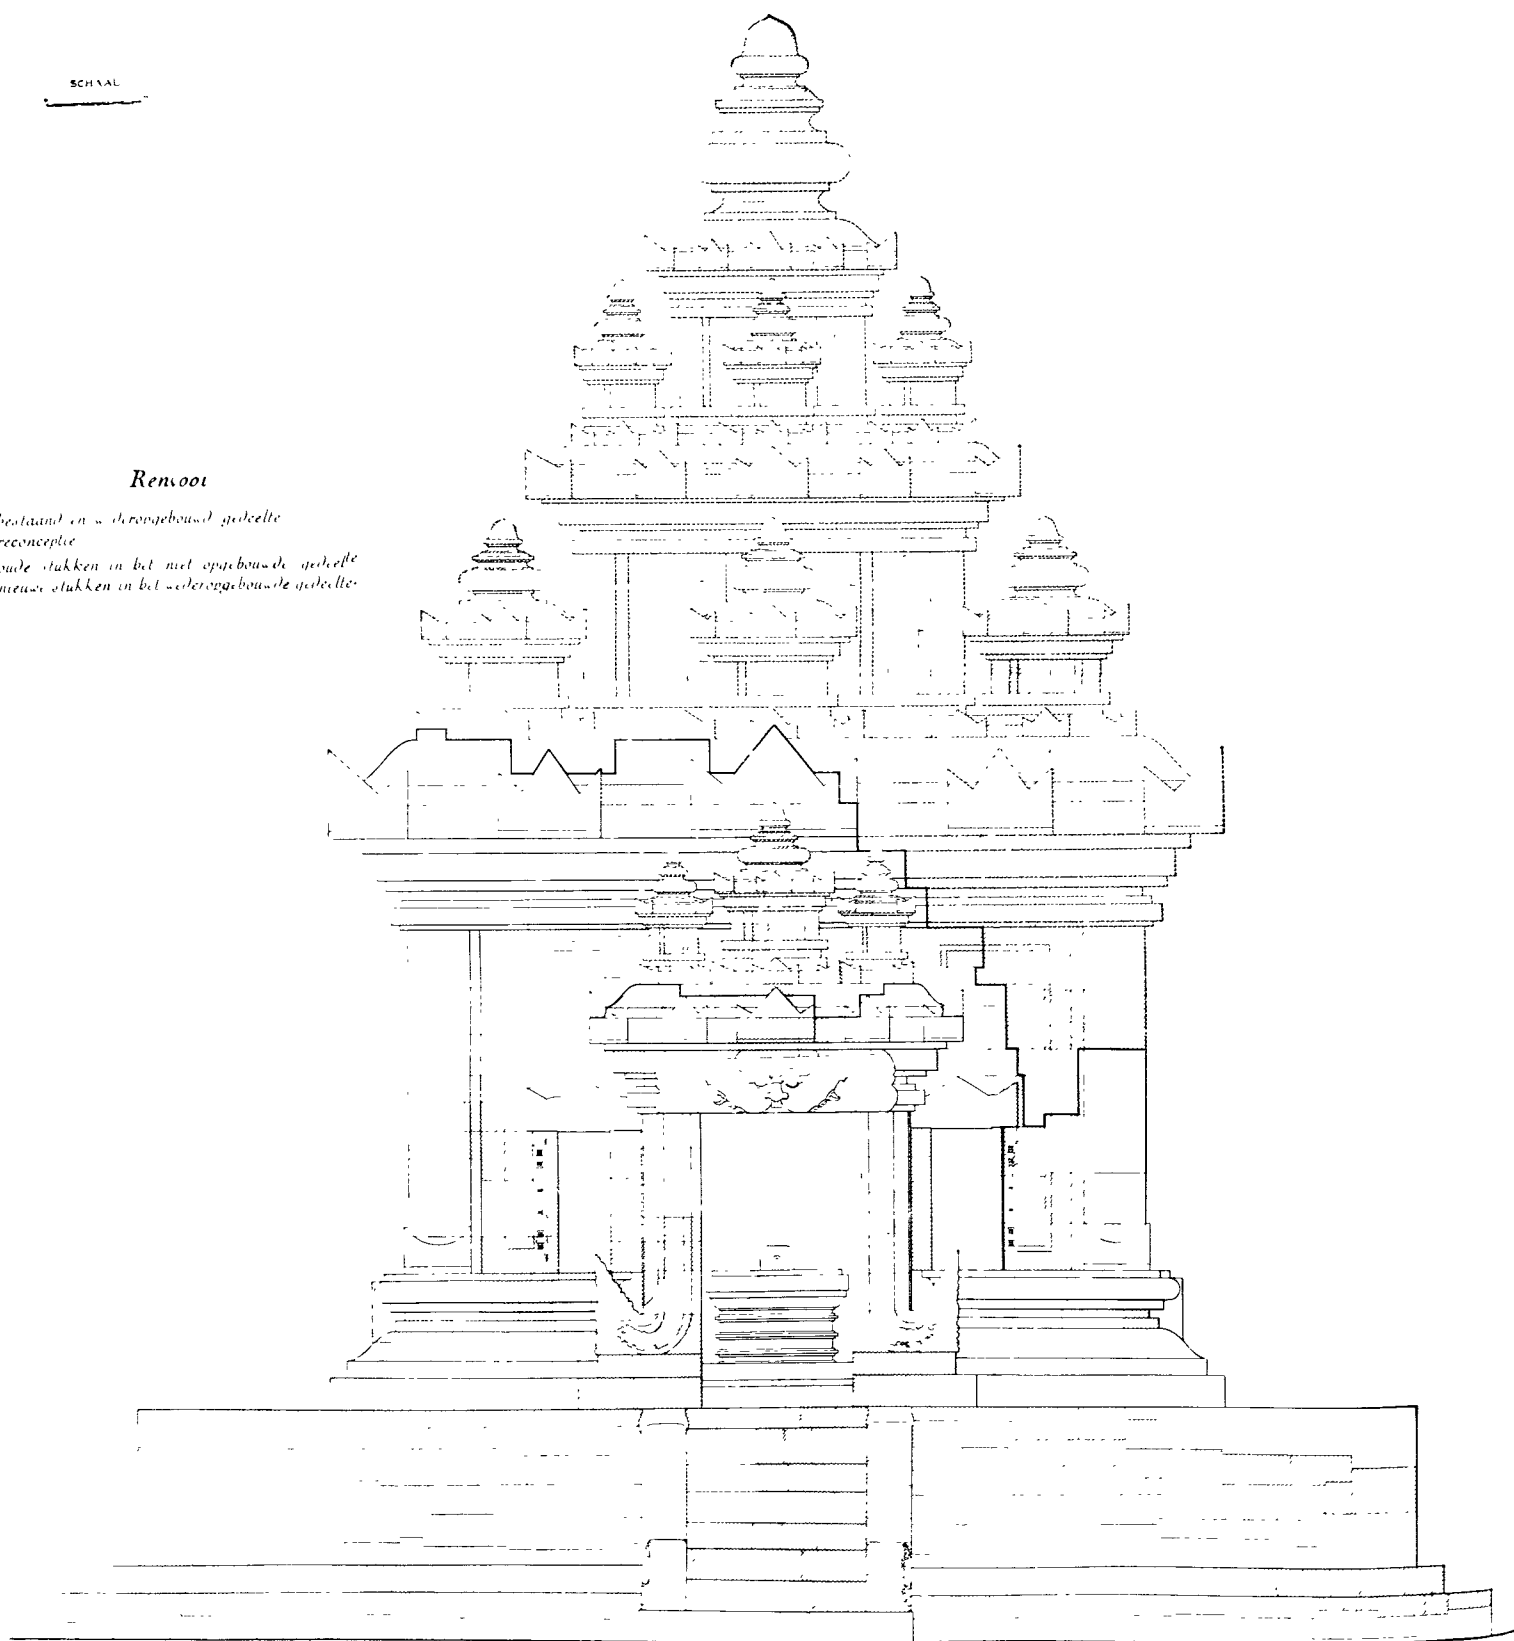 SCHAAL
Renvooi
bestaand en wederopgebouwd gedeelte
reconceptie
oude stukken in het niet opgebouwde gedeelte
nieuwe stukken in het wederopgebouwde gedeelte